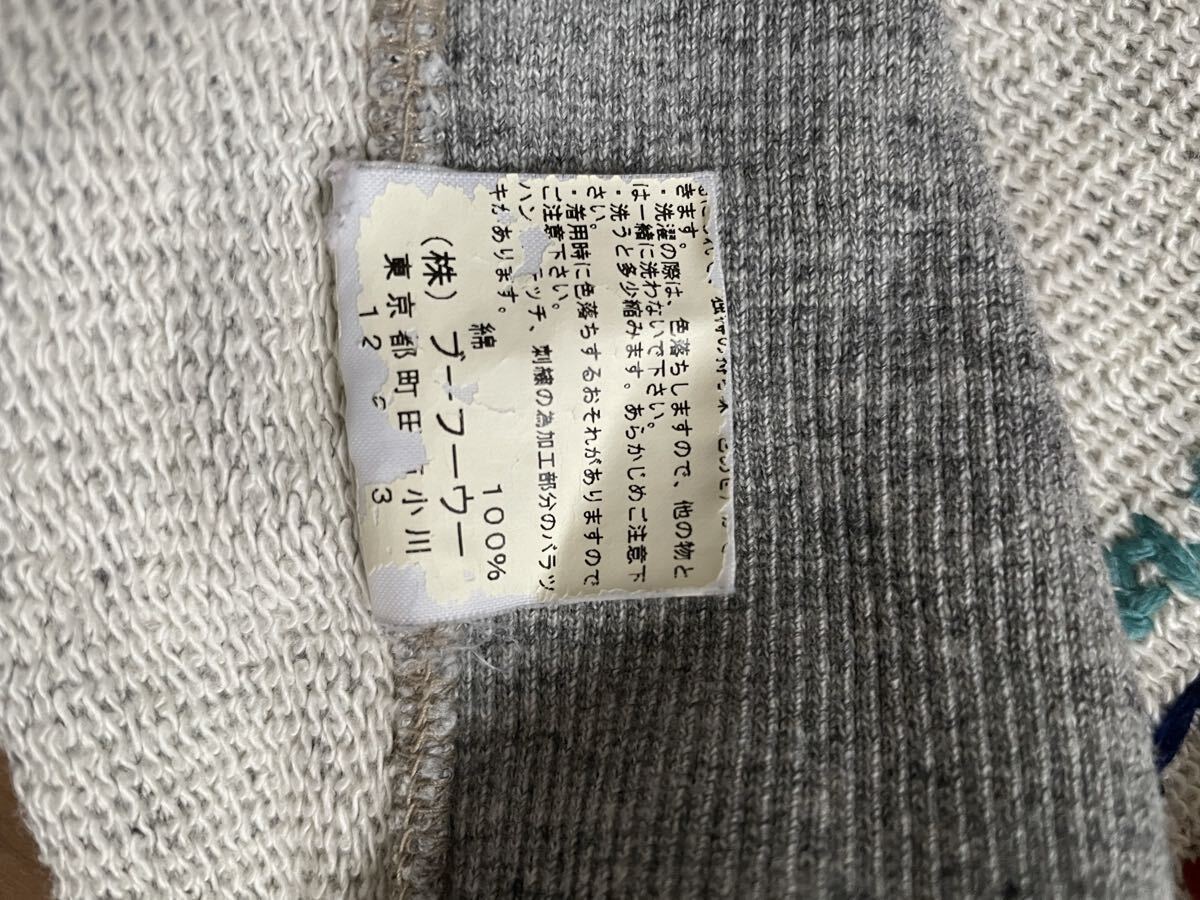 きます。
・洗濯の際は、色落ちしますので、他の物と
は一緒に洗わないで下さい。
・洗うと多少縮みます。あらかじめご注意下
さい。
・着用時に色落ちするおそれがありますので
ご注意下さい。
ハン テッチ、刺繍の為加工部分のバラツ
キがあります。
綿 100%
(株) ブーフーウー
東京都町田 小川
12 3